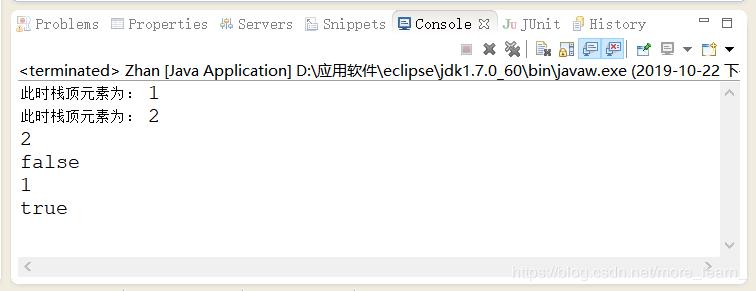 Problems Properties Servers Snippets Console JUnit History
<terminated> Zhan [Java Application] D:\应用软件\eclipse\jdk1.7.0_60\bin\javaw.exe (2019-10-22 下
此时栈顶元素为: 1
此时栈顶元素为: 2
2
false
1
true
https://blog.csdn.net/more_learn_